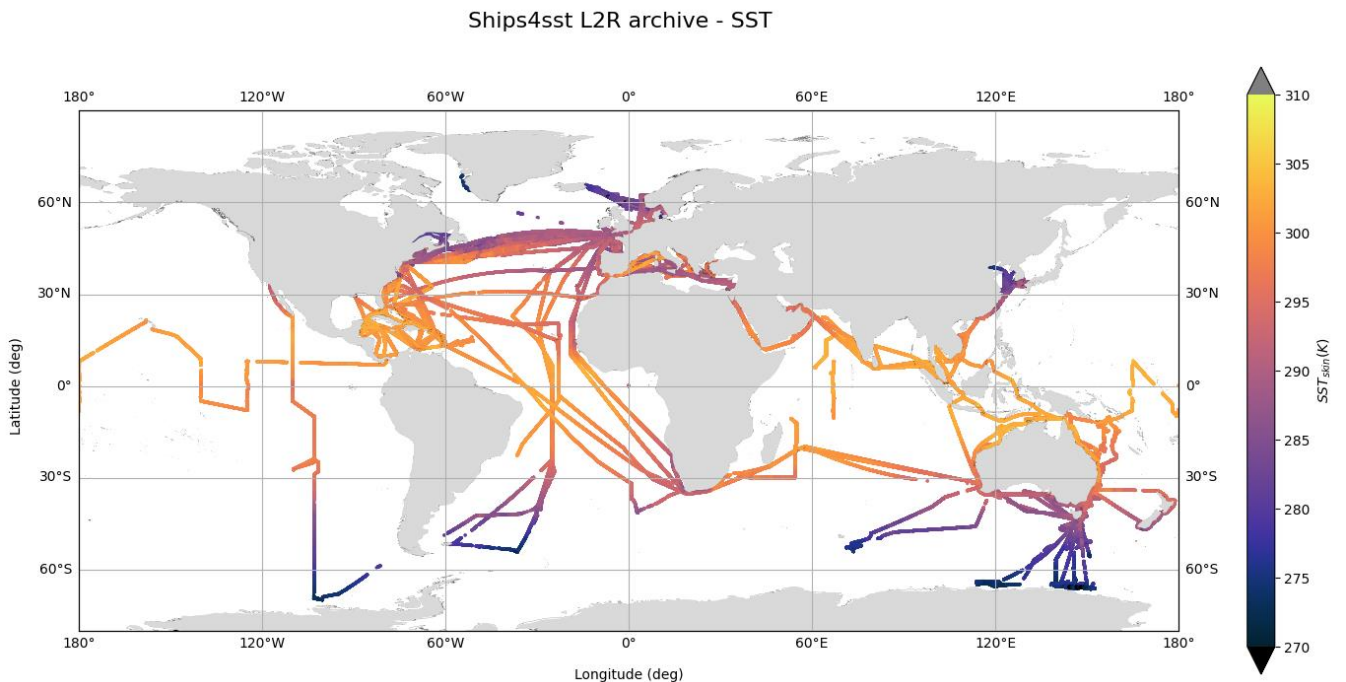 Ships4sst L2R archive - SST
180° 120°W 60°W 0° 60°E 120°E 180°
60°N 60°N
30°N 30°N
0° 0°
30°S 30°S
60°S 60°S
180° 120°W 60°W 0° 60°E 120°E 180°
Longitude (deg)
Latitude (deg)
310
305
300
295
290
285
280
275
270
SST_skin(K)